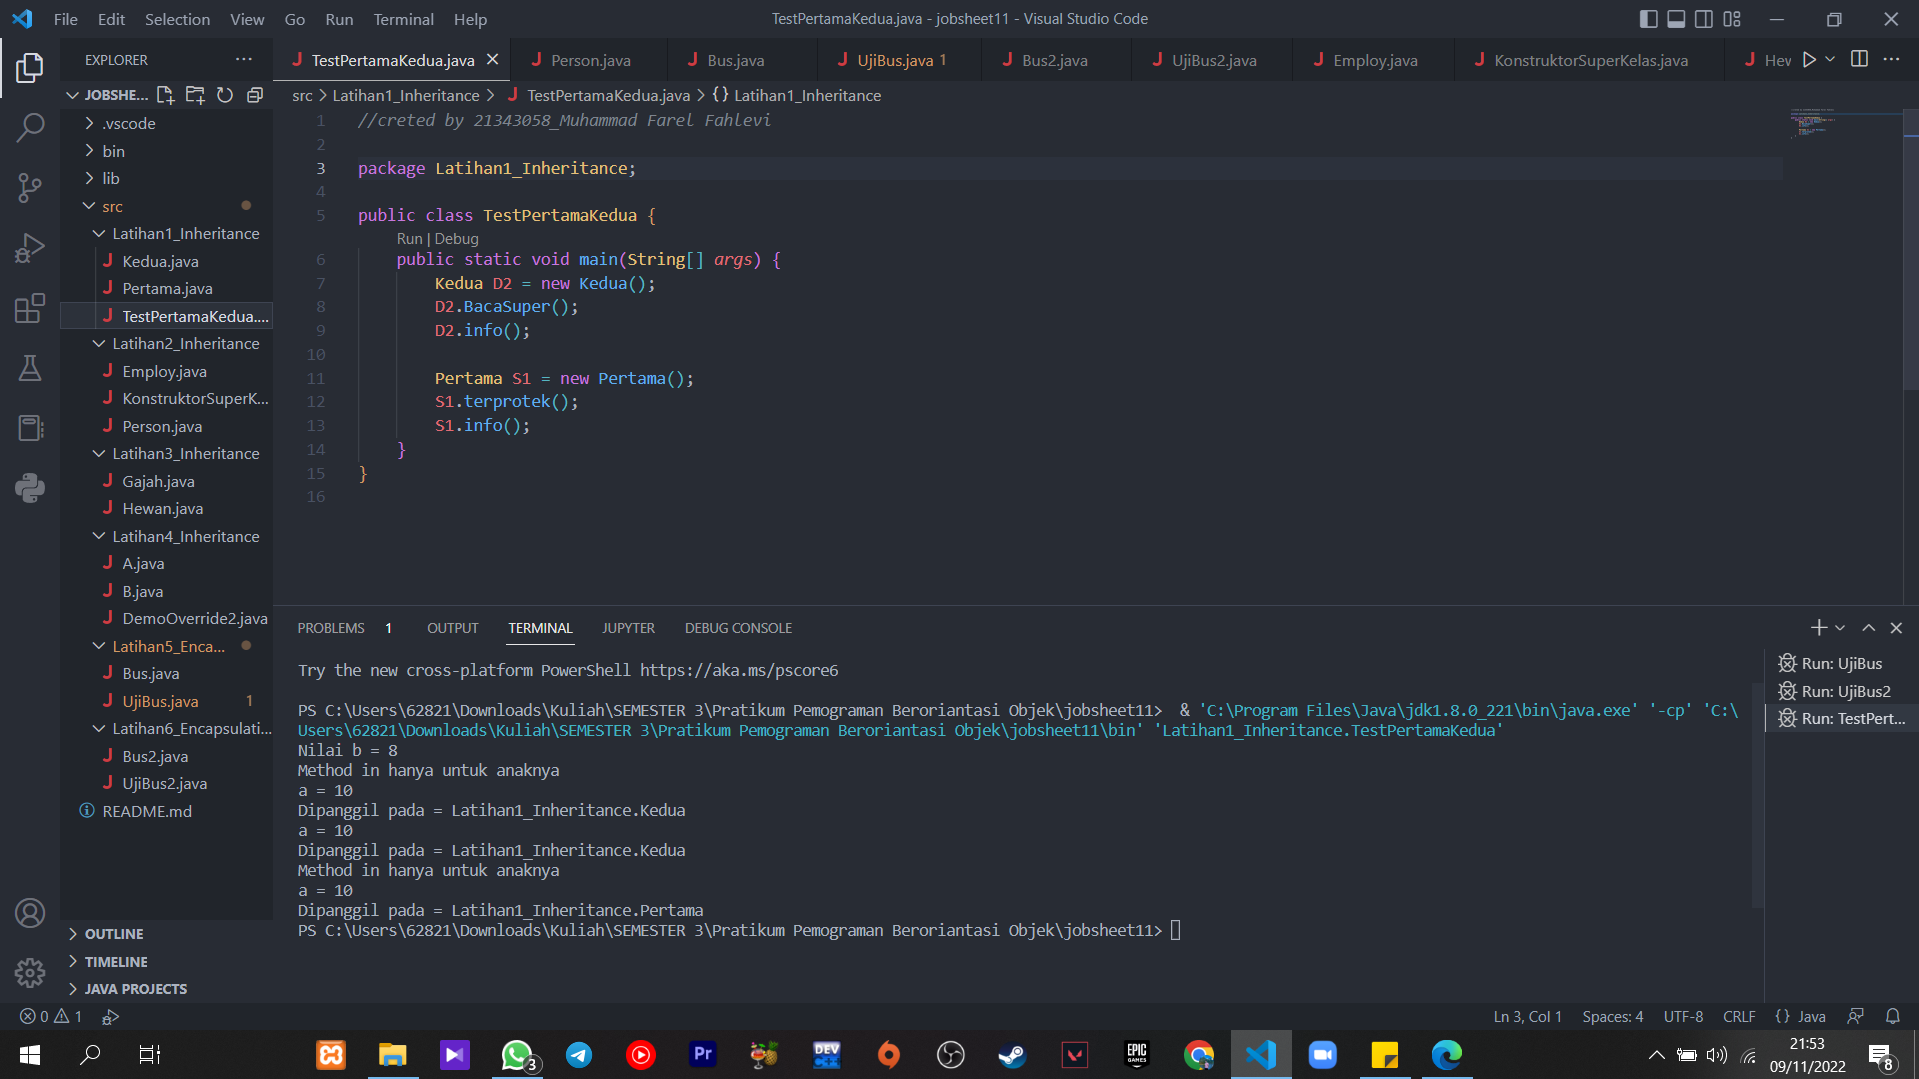 File Edit Selection View Go Run Terminal Help
TestPertamaKedua.java - jobsheet11 - Visual Studio Code
EXPLORER
TestPertamaKedua.java Person.java Bus.java UjiBus.java 1 Bus2.java UjiBus2.java Employ.java KonstruktorSuperKelas.java Hew
JOBSHE...
src > Latihan1_Inheritance > TestPertamaKedua.java > {} Latihan1_Inheritance
.vscode
bin
lib
src
Latihan1_Inheritance
Kedua.java
Pertama.java
TestPertamaKedua....
Latihan2_Inheritance
Employ.java
KonstruktorSuperK...
Person.java
Latihan3_Inheritance
Gajah.java
Hewan.java
Latihan4_Inheritance
A.java
B.java
DemoOverride2.java
Latihan5_Enca...
Bus.java
UjiBus.java 1
Latihan6_Encapsulati...
Bus2.java
UjiBus2.java
README.md
OUTLINE
TIMELINE
JAVA PROJECTS
1 //creted by 21343058_Muhammad Farel Fahlevi
2
3 package Latihan1_Inheritance;
4
5 public class TestPertamaKedua {
Run | Debug
6 public static void main(String[] args) {
7 Kedua D2 = new Kedua();
8 D2.BacaSuper();
9 D2.info();
10
11 Pertama S1 = new Pertama();
12 S1.terprotek();
13 S1.info();
14 }
15 }
16
PROBLEMS 1 OUTPUT TERMINAL JUPYTER DEBUG CONSOLE
Try the new cross-platform PowerShell https://aka.ms/pscore6
PS C:\Users\62821\Downloads\Kuliah\SEMESTER 3\Pratikum Pemograman Beroriantasi Objek\jobsheet11> & 'C:\Program Files\Java\jdk1.8.0_221\bin\java.exe' '-cp' 'C:\
Users\62821\Downloads\Kuliah\SEMESTER 3\Pratikum Pemograman Beroriantasi Objek\jobsheet11\bin' 'Latihan1_Inheritance.TestPertamaKedua'
Nilai b = 8
Method in hanya untuk anaknya
a = 10
Dipanggil pada = Latihan1_Inheritance.Kedua
a = 10
Dipanggil pada = Latihan1_Inheritance.Kedua
Method in hanya untuk anaknya
a = 10
Dipanggil pada = Latihan1_Inheritance.Pertama
PS C:\Users\62821\Downloads\Kuliah\SEMESTER 3\Pratikum Pemograman Beroriantasi Objek\jobsheet11>
Run: UjiBus
Run: UjiBus2
Run: TestPert...
0 1
Ln 3, Col 1 Spaces: 4 UTF-8 CRLF {} Java
3
Pr
DEV C++
EPIC GAMES
21:53
09/11/2022
8